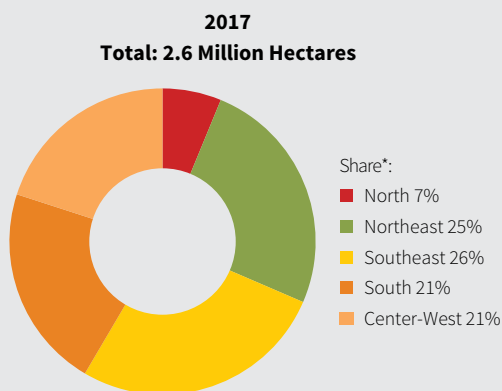 2017
Total: 2.6 Million Hectares
Share*:
North 7%
Northeast 25%
Southeast 26%
South 21%
Center-West 21%